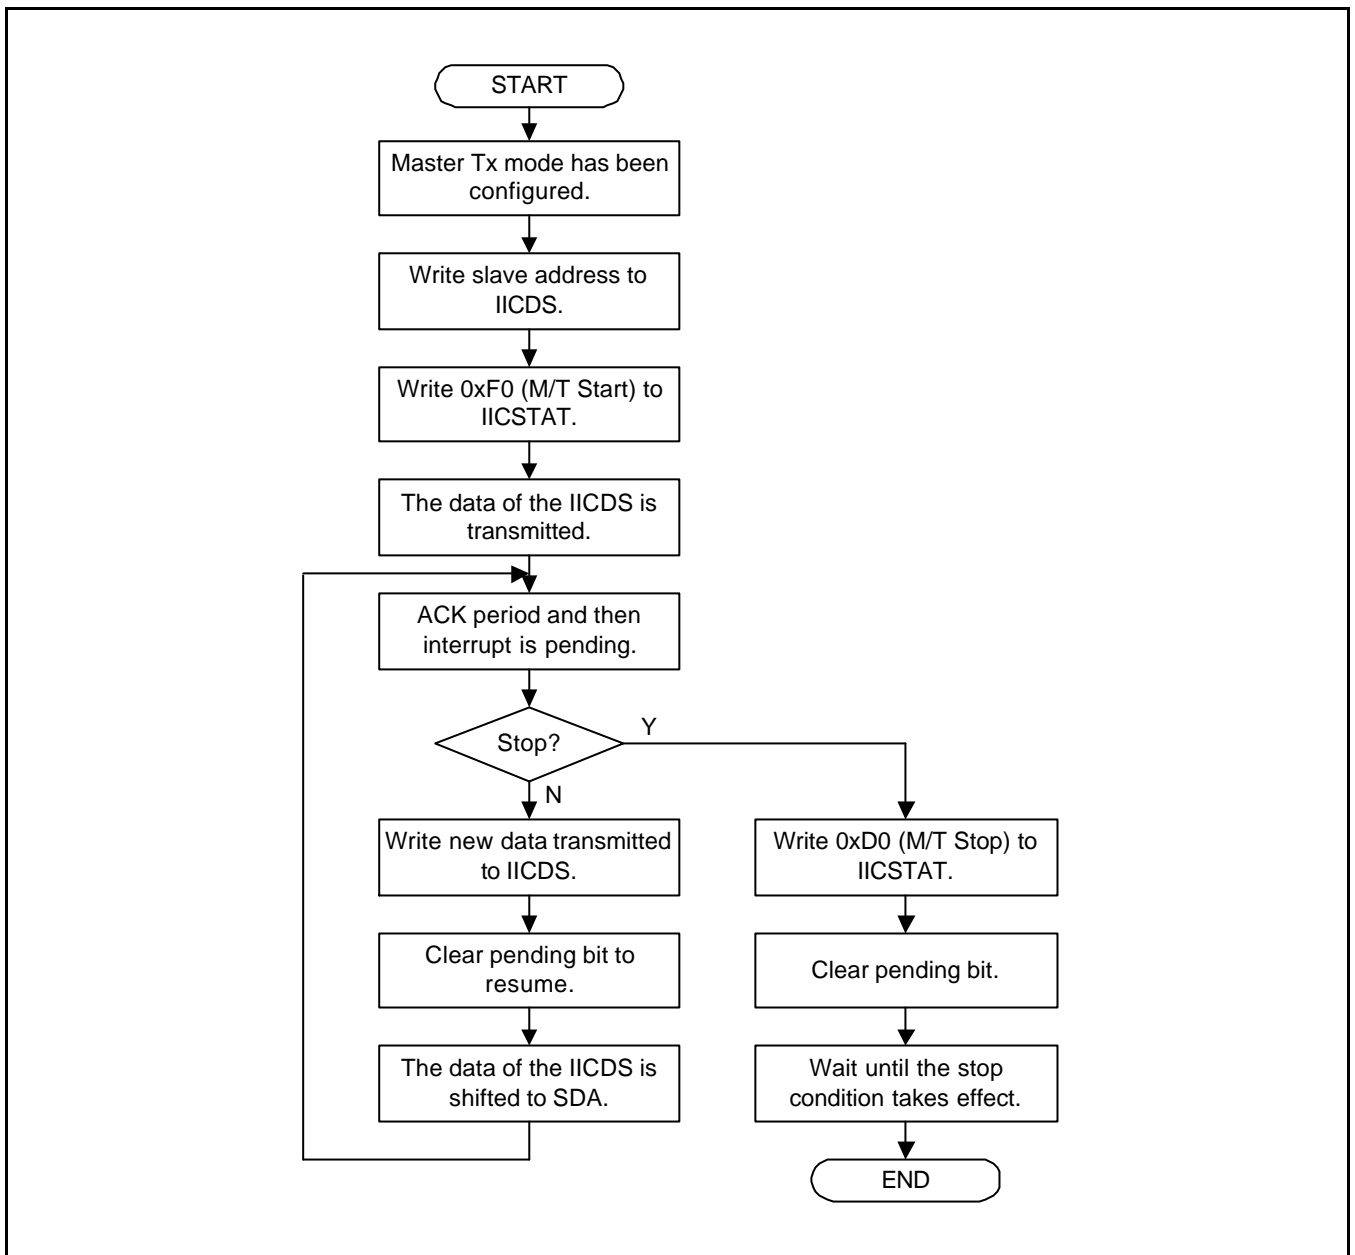 START
Master Tx mode has been
configured.
Write slave address to
IICDS.
Write 0xF0 (M/T Start) to
IICSTAT.
The data of the IICDS is
transmitted.
ACK period and then
interrupt is pending.
Stop?
Y
N
Write new data transmitted
to IICDS.
Clear pending bit to
resume.
The data of the IICDS is
shifted to SDA.
Write 0xD0 (M/T Stop) to
IICSTAT.
Clear pending bit.
Wait until the stop
condition takes effect.
END